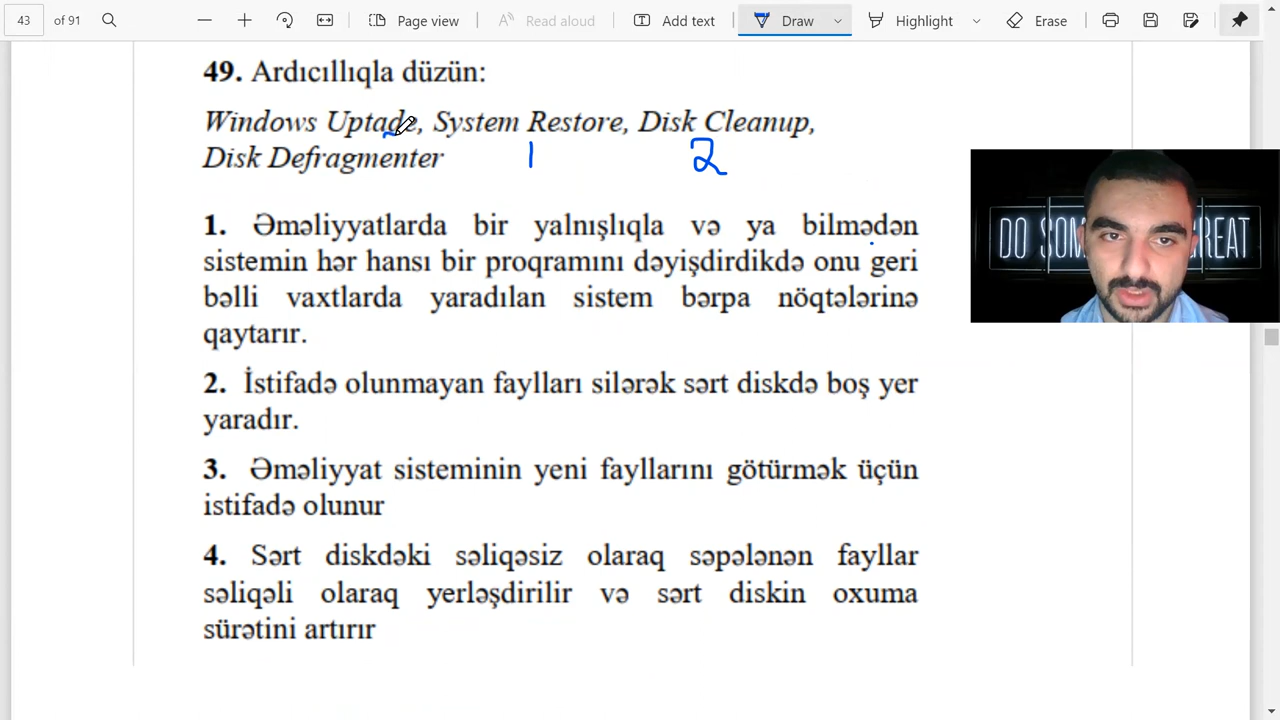 43 of 91 Page view Read aloud Add text Draw Highlight Erase
49. Ardıcıllıqla düzün:
Windows Uptade, System Restore, Disk Cleanup,
Disk Defragmenter 1 2
1. Əməliyyatlarda bir yalnışlıqla və ya bilmədən
sistemin hər hansı bir proqramını dəyişdirdikdə onu geri
bəlli vaxtlarda yaradılan sistem bərpa nöqtələrinə
qaytarır.
2. İstifadə olunmayan faylları silərək sərt diskdə boş yer
yaradır.
3. Əməliyyat sisteminin yeni fayllarını götürmək üçün
istifadə olunur
4. Sərt diskdəki səliqəsiz olaraq səpələnən fayllar
səliqəli olaraq yerləşdirilir və sərt diskin oxuma
sürətini artırır
DO SOM GREAT